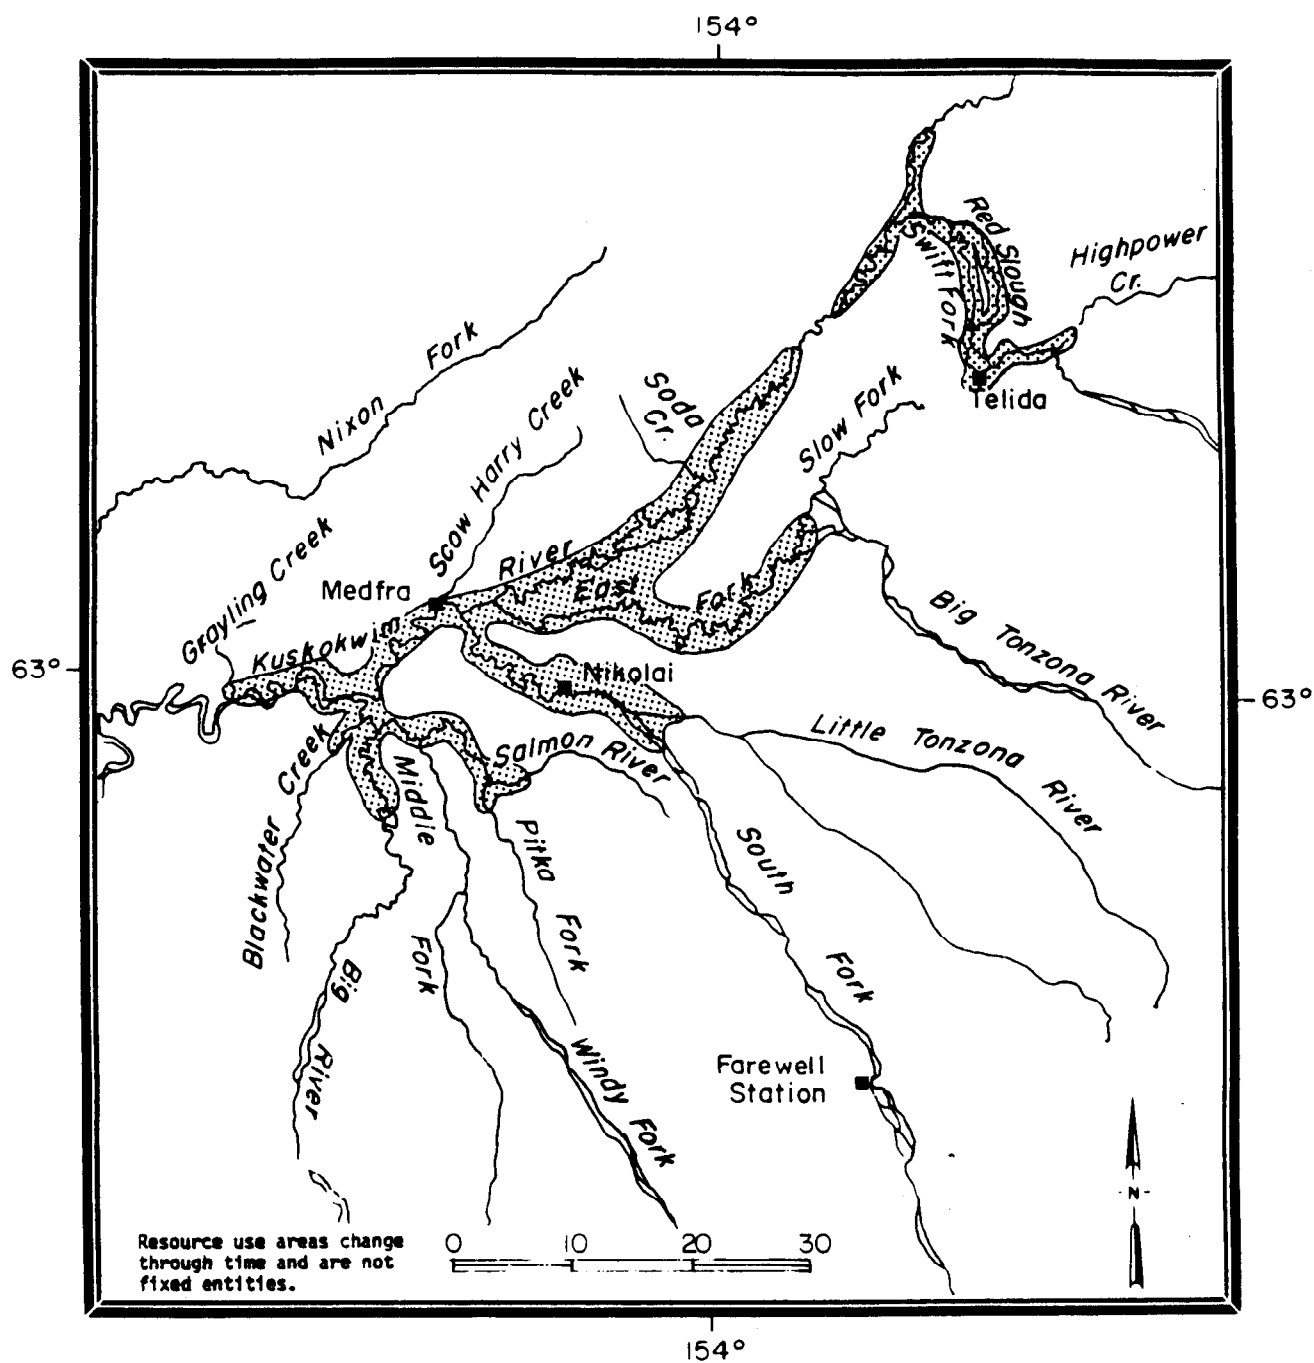 154°
Red Slough
Swift Fork
Highpower
Cr.
Telida
Nixon Fork
Soda
Cr.
Slow Fork
Scow Harry Creek
Grayling Creek
Medfra
River
East Fork
Big Tonzona River
Kuskokwim
63°
63°
Nikolai
Little Tonzona River
Salmon River
Blackwater Creek
Middle Fork
Pitka Fork
South Fork
Big River
Windy Fork
Farewell
Station
-N-
Resource use areas change
through time and are not
fixed entities.
0 10 20 30
154°